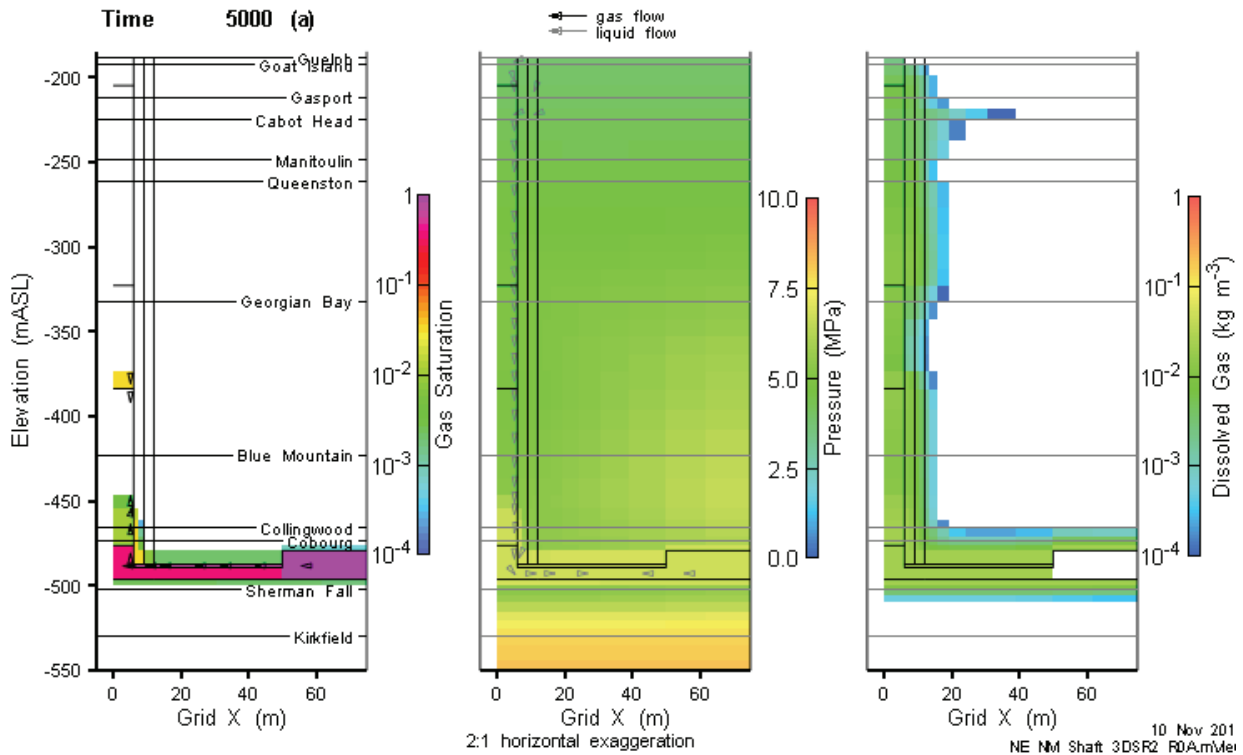 Time 5000 (a)
gas flow
liquid flow
Guelph
Goat Island
Gasport
Cabot Head
Manitoulin
Queenston
Georgian Bay
Blue Mountain
Collingwood
Cobourg
Sherman Fall
Kirkfield
-200
-250
-300
-350
-400
-450
-500
-550
Elevation (mASL)
0 20 40 60
Grid X (m)
1
10-1
10-2
10-3
10-4
Gas Saturation
0 20 40 60
Grid X (m)
2:1 horizontal exaggeration
10.0
7.5
5.0
2.5
0.0
Pressure (MPa)
0 20 40 60
Grid X (m)
1
10-1
10-2
10-3
10-4
Dissolved Gas (kg m-3)
10 Nov 201
NE NM Shaft 3DSR2 RDA.mVie